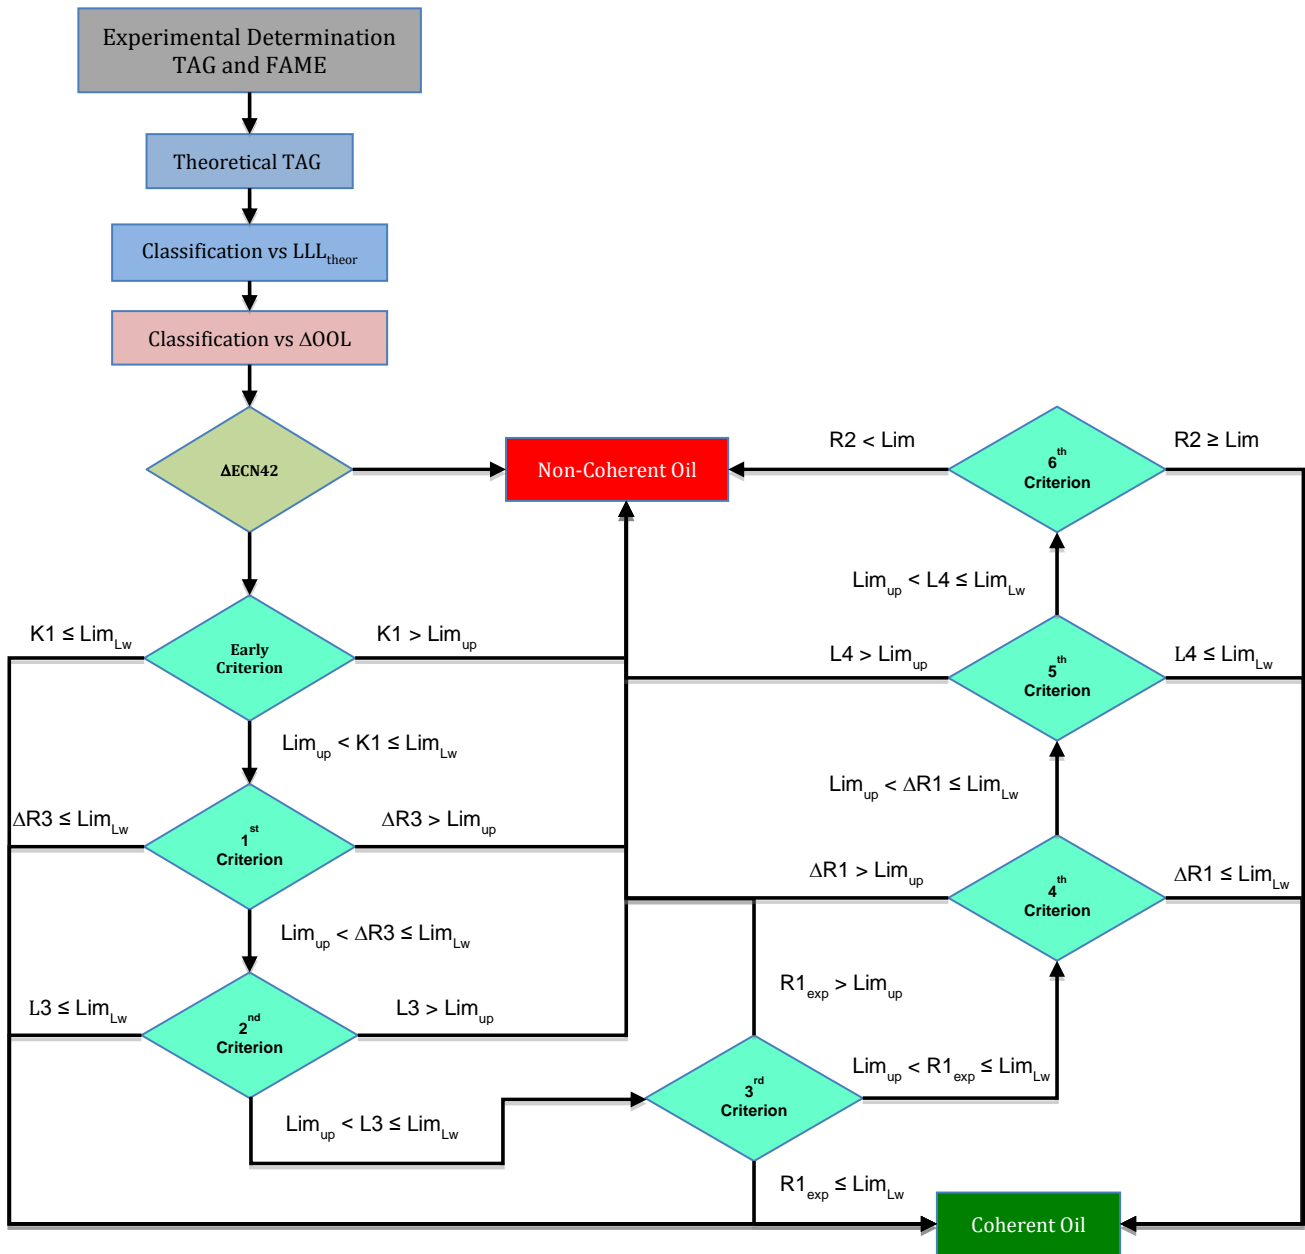 Experimental Determination
TAG and FAME
Theoretical TAG
Classification vs LLLtheor
Classification vs ΔOOL
ΔECN42
Non-Coherent Oil
R2 < Lim
6th
Criterion
R2 ≥ Lim
Limup < L4 ≤ LimLw
K1 ≤ LimLw
Early
Criterion
K1 > Limup
L4 > Limup
5th
Criterion
L4 ≤ LimLw
Limup < K1 ≤ LimLw
Limup < ΔR1 ≤ LimLw
ΔR3 ≤ LimLw
1st
Criterion
ΔR3 > Limup
ΔR1 > Limup
4th
Criterion
ΔR1 ≤ LimLw
Limup < ΔR3 ≤ LimLw
R1exp > Limup
L3 ≤ LimLw
2nd
Criterion
L3 > Limup
Limup < R1exp ≤ LimLw
3rd
Criterion
Limup < L3 ≤ LimLw
R1exp ≤ LimLw
Coherent Oil